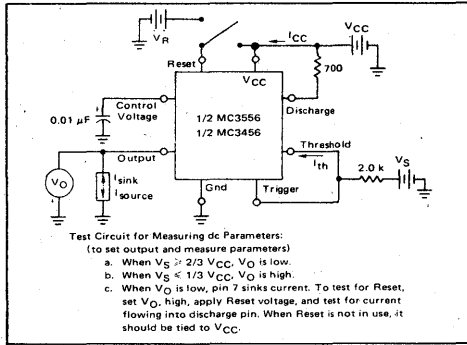 V_R
Reset
V_CC
I_CC
V_CC
700
Control
Voltage
0.01 µF
1/2 MC3556
1/2 MC3456
Discharge
Output
Threshold
I_th
V_O
I_sink
I_source
Gnd
Trigger
2.0 k
V_S
Test Circuit for Measuring dc Parameters:
(to set output and measure parameters)
a. When V_S ≥ 2/3 V_CC, V_O is low.
b. When V_S ≤ 1/3 V_CC, V_O is high.
c. When V_O is low, pin 7 sinks current. To test for Reset,
set V_O, high, apply Reset voltage, and test for current
flowing into discharge pin. When Reset is not in use, it
should be tied to V_CC.